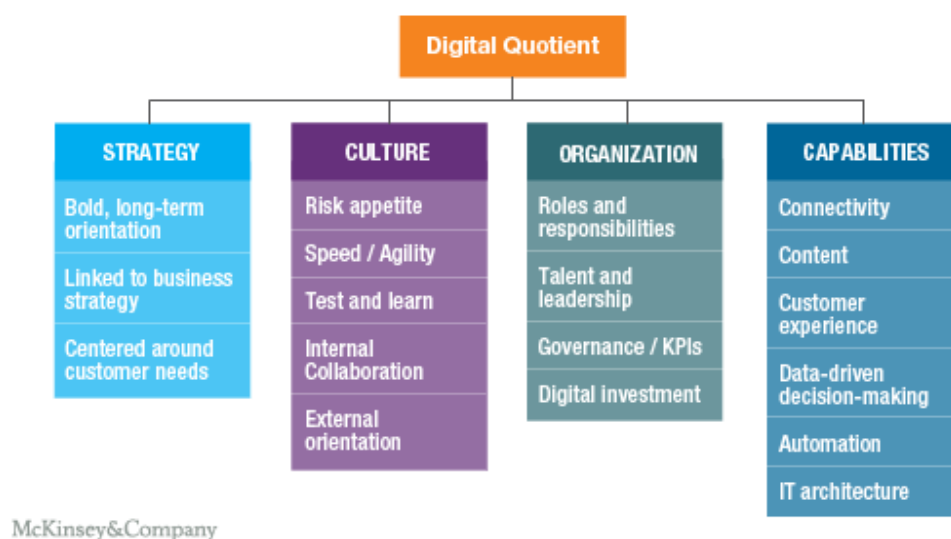 Digital Quotient
STRATEGY
Bold, long-term
orientation
Linked to business
strategy
Centered around
customer needs
CULTURE
Risk appetite
Speed / Agility
Test and learn
Internal
Collaboration
External
orientation
ORGANIZATION
Roles and
responsibilities
Talent and
leadership
Governance / KPIs
Digital investment
CAPABILITIES
Connectivity
Content
Customer
experience
Data-driven
decision-making
Automation
IT architecture
McKinsey&Company